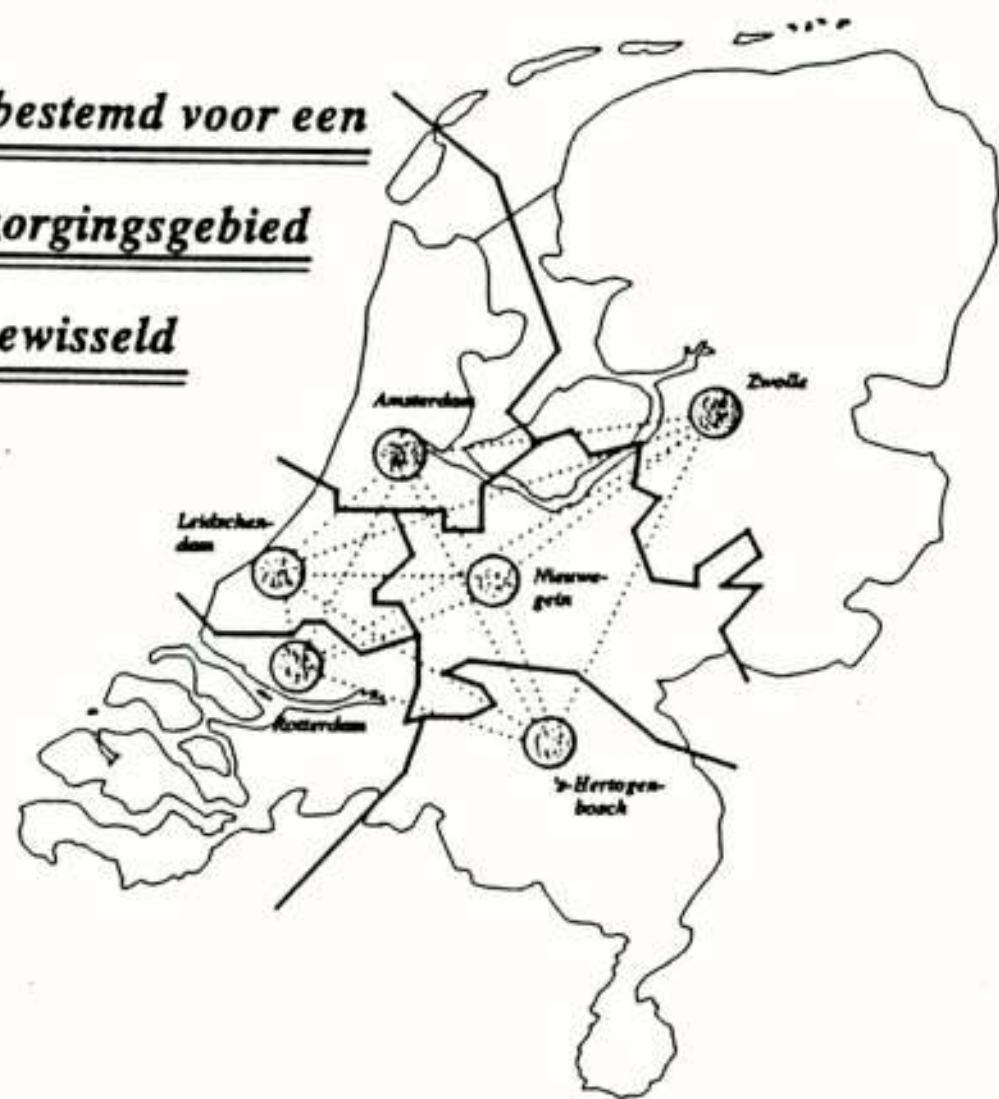 bestemd voor een
orgingsgebied
ewisseld
Zwolle
Amsterdam
Leidschen-
dam
Nieuwe-
gein
Rotterdam
's-Hertogen-
bosch